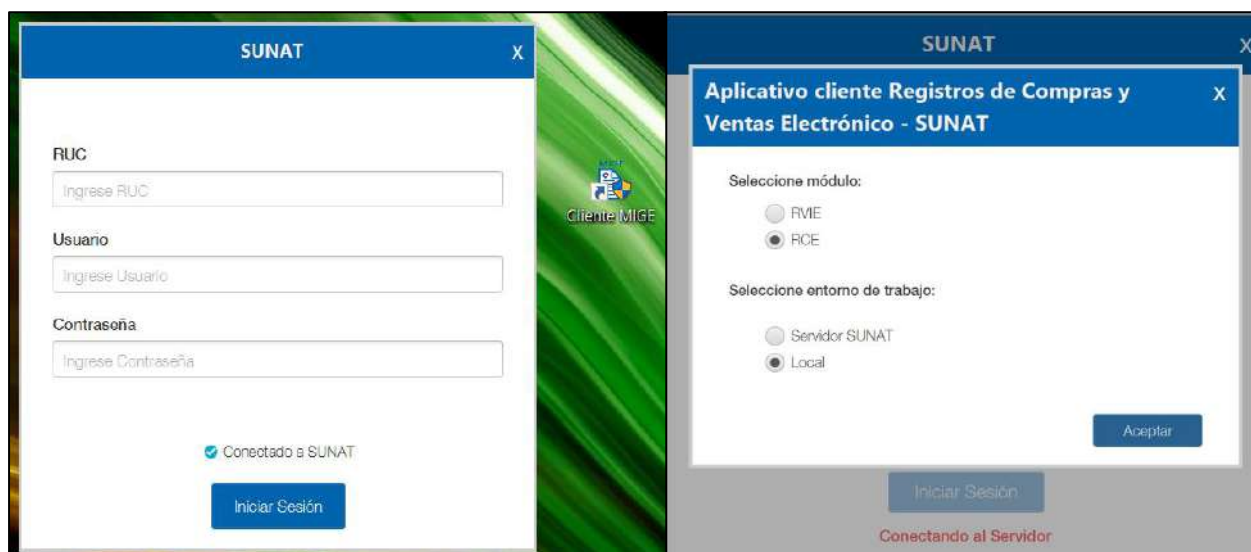 SUNAT
X
RUC
Ingrese RUC
Usuario
Ingrese Usuario
Contraseña
Ingrese Contraseña
Conectado a SUNAT
Iniciar Sesión
Cliente MIGE
SUNAT
X
Aplicativo cliente Registros de Compras y
Ventas Electrónico - SUNAT
X
Seleccione módulo:
RVIE
RCE
Seleccione entorno de trabajo:
Servidor SUNAT
Local
Aceptar
Iniciar Sesión
Conectando al Servidor